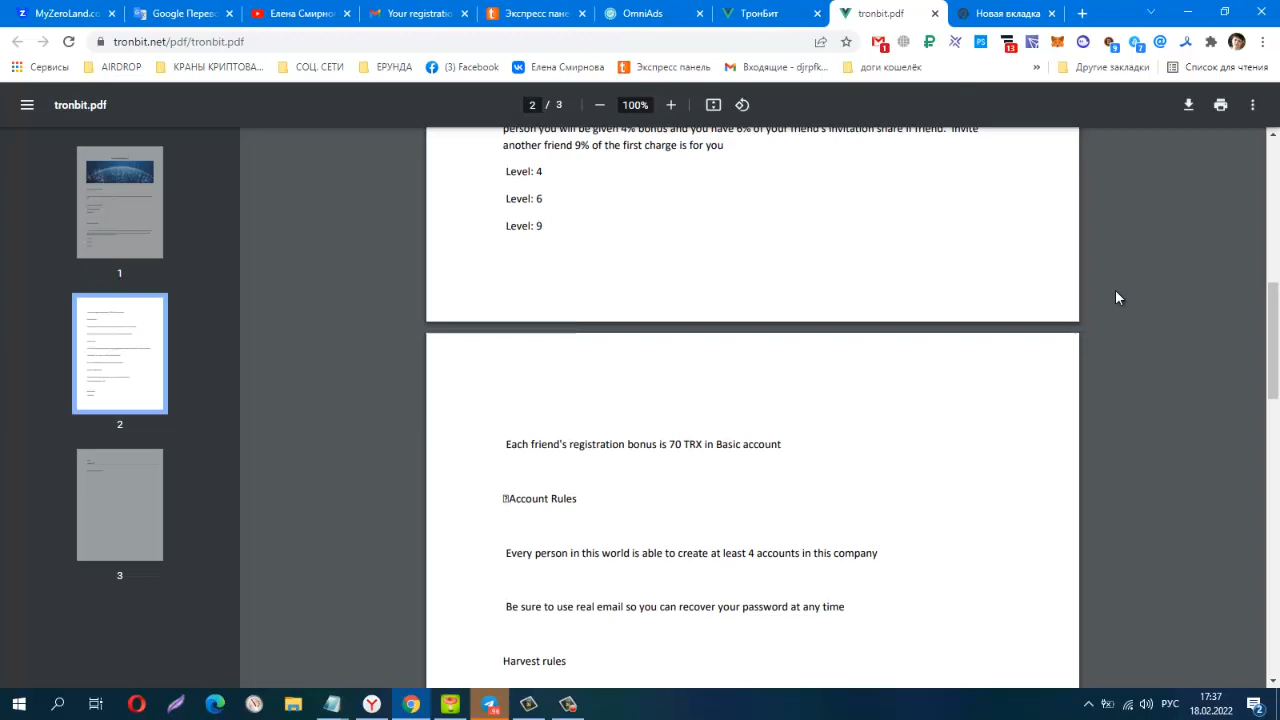 MyZeroLand.co
Google Перевес
Елена Смирно
Your registratio
Экспресс пане
OmniAds
ТронБит
tronbit.pdf
Новая вкладка
tronbit.net/pdf/tronbit.pdf
1
13
9
7
Сервисы
AIRDROP
КРАНЫ КРИПТОВА...
СОЦ. СЕТИ
ЕРУНДА
(3) Facebook
Елена Смирнова
Экспресс панель
Входящие - djrpfk...
доги кошелёк
»
Другие закладки
Список для чтения
tronbit.pdf
2 / 3
100%
person you will be given 4% bonus and you have 6% of your friend's invitation share if friend. Invite
another friend 9% of the first charge is for you
Level: 4
Level: 6
Level: 9
1
2
3
Each friend's registration bonus is 70 TRX in Basic account
Account Rules
Every person in this world is able to create at least 4 accounts in this company
Be sure to use real email so you can recover your password at any time
Harvest rules
РУС
17:37
18.02.2022
2